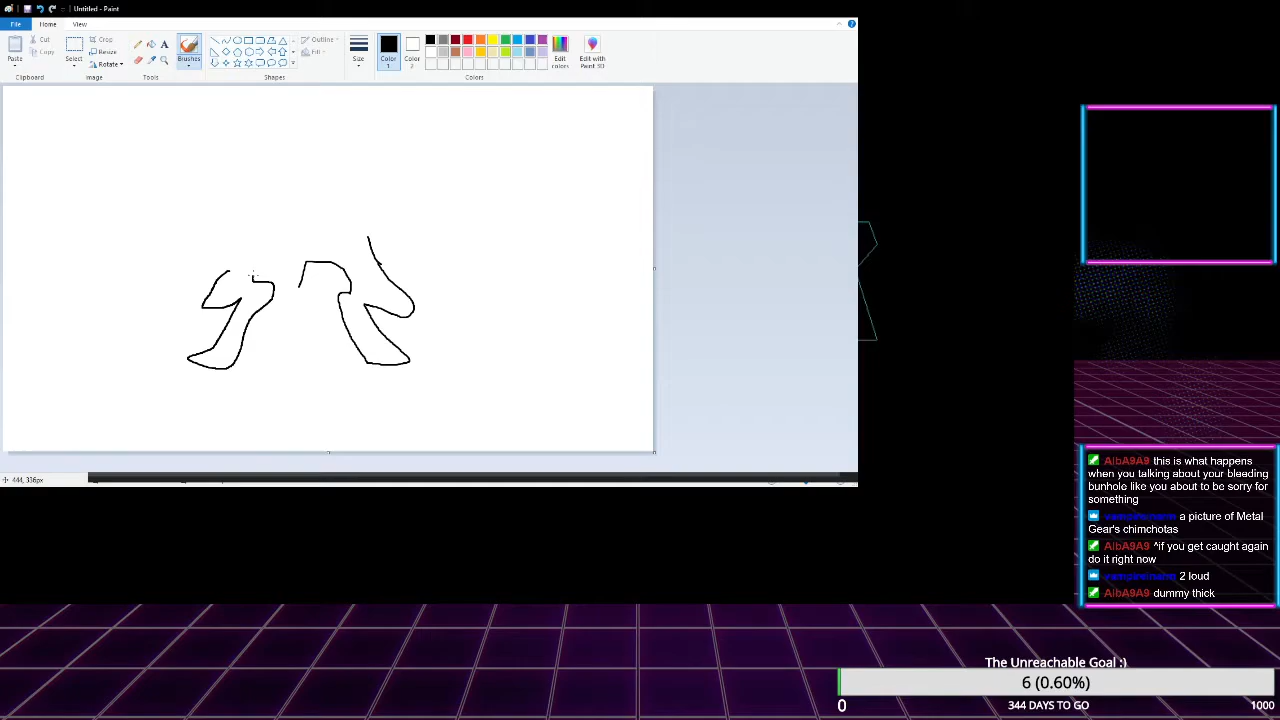 Untitled - Paint
File
Home
View
Paste
Cut
Copy
Clipboard
Select
Crop
Resize
Rotate
Image
Tools
Brushes
Shapes
Outline
Fill
Size
Color 1
Color 2
Edit colors
Edit with Paint 3D
Colors
444, 336px
AlbA9A9 this is what happens
when you talking about your bleeding
bunhole like you about to be sorry for
something
vampiremann a picture of Metal
Gear's chimchotas
AlbA9A9 ^if you get caught again
do it right now
vampiremann 2 loud
AlbA9A9 dummy thick
The Unreachable Goal :)
6 (0.60%)
0
344 DAYS TO GO
1000